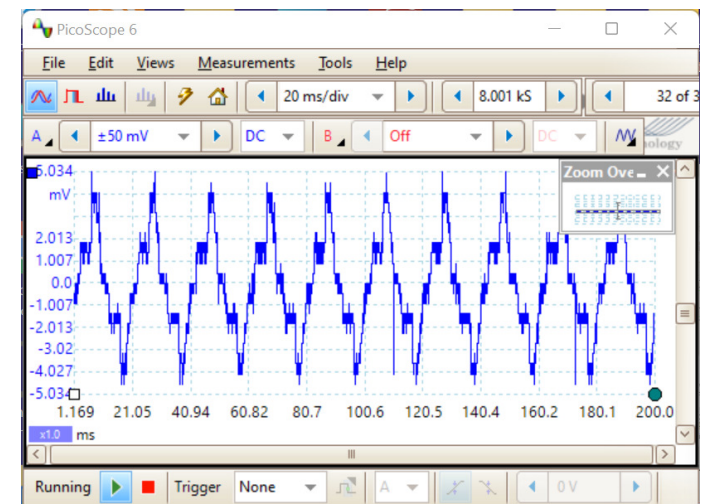 PicoScope 6
File Edit Views Measurements Tools Help
20 ms/div 8.001 kS 32 of 3
A ±50 mV DC B Off DC nology
5.034 Zoom Ove
mV
2.013
1.007
0.0
-1.007
-2.013
-3.02
-4.027
-5.034
1.169 21.05 40.94 60.82 80.7 100.6 120.5 140.4 160.2 180.1 200.0
x1.0 ms
Running Trigger None A 0 V